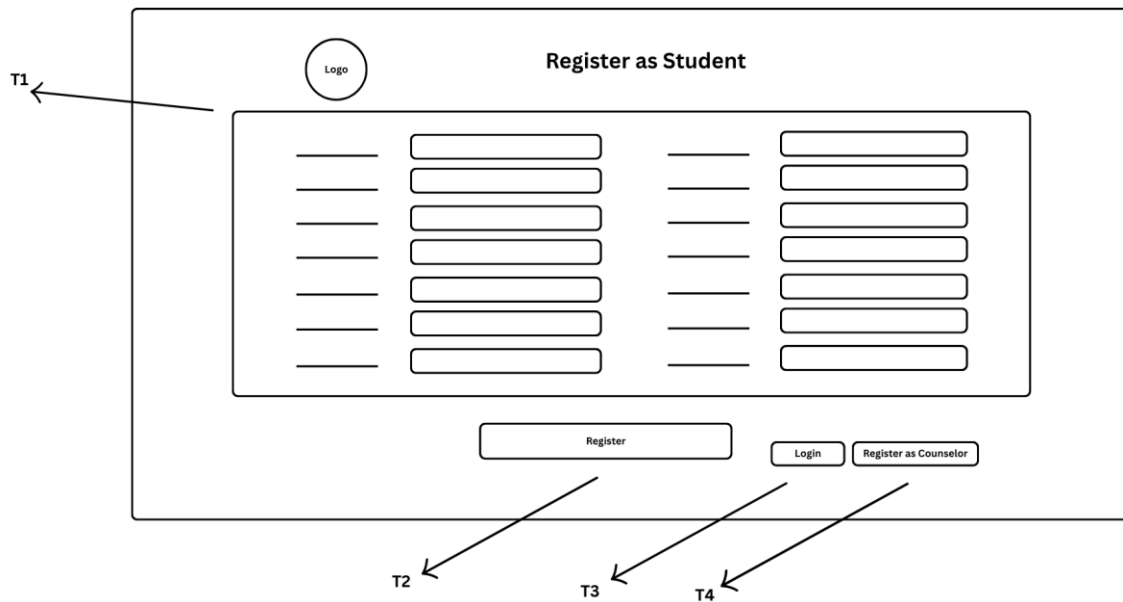 Logo
Register as Student
T1
Register
Login
Register as Counselor
T2
T3
T4